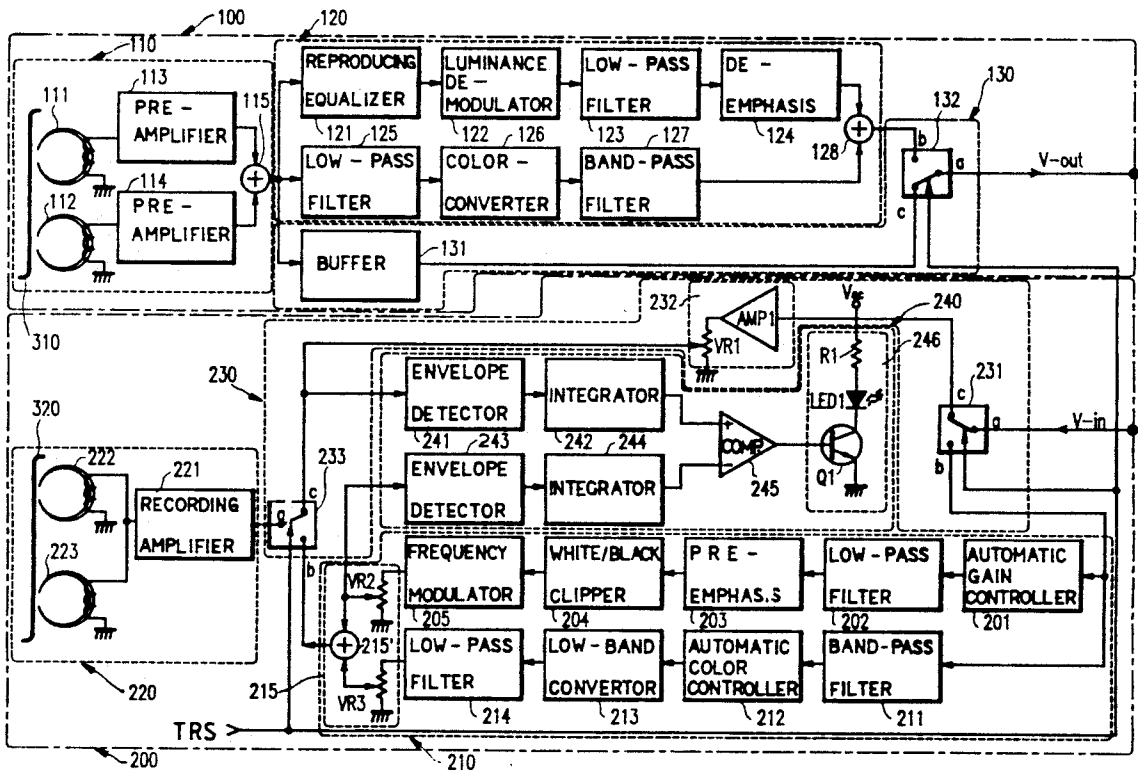 100
110
120
130
113
111
PRE -
AMPLIFIER
115
REPRODUCING
EQUALIZER
LUMINANCE
DE -
MODULATOR
LOW - PASS
FILTER
DE -
EMPHASIS
132
121
125
122
126
123
127
124
128
b
a
V-out
c
114
112
PRE -
AMPLIFIER
LOW - PASS
FILTER
COLOR -
CONVERTER
BAND-PASS
FILTER
BUFFER
131
310
232
AMP1
VR1
240
246
R1
LED1
Q1
230
ENVELOPE
DETECTOR
INTEGRATOR
241
243
242
244
+
COMP.
−
245
231
c
a
V-in
b
320
222
221
RECORDING
AMPLIFIER
233
c
a
b
ENVELOPE
DETECTOR
INTEGRATOR
223
VR2
FREQUENCY
MODULATOR
WHITE/BLACK
CLIPPER
PRE -
EMPHAS.S
LOW-PASS
FILTER
AUTOMATIC
GAIN
CONTROLLER
205
204
203
202
201
215
215'
VR3
LOW - PASS
FILTER
LOW-BAND
CONVERTOR
AUTOMATIC
COLOR
CONTROLLER
BAND-PASS
FILTER
214
213
212
211
220
TRS
200
210